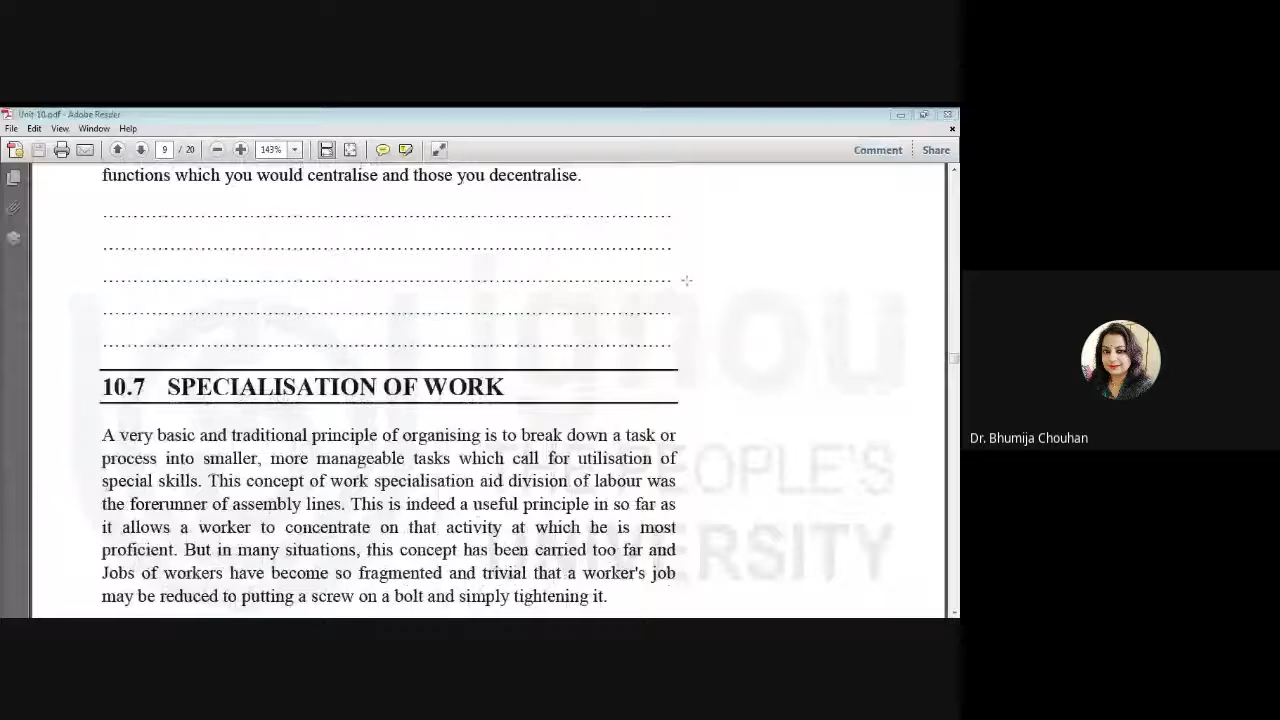 Unit-10.pdf - Adobe Reader
File Edit View Window Help
9 / 20 143% Comment Share
functions which you would centralise and those you decentralise.
10.7 SPECIALISATION OF WORK
A very basic and traditional principle of organising is to break down a task or
process into smaller, more manageable tasks which call for utilisation of
special skills. This concept of work specialisation aid division of labour was
the forerunner of assembly lines. This is indeed a useful principle in so far as
it allows a worker to concentrate on that activity at which he is most
proficient. But in many situations, this concept has been carried too far and
Jobs of workers have become so fragmented and trivial that a worker's job
may be reduced to putting a screw on a bolt and simply tightening it.
ignou
THE PEOPLE'S
UNIVERSITY
Dr. Bhumija Chouhan